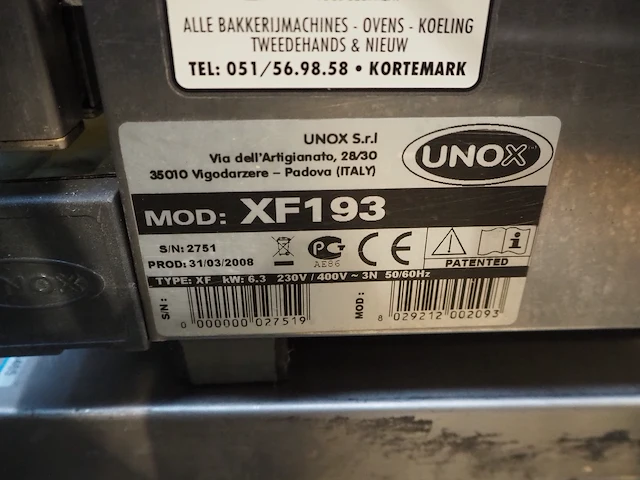 ALLE BAKKERIJMACHINES - OVENS - KOELING
TWEEDEHANDS & NIEUW
TEL: 051/56.98.58 • KORTEMARK
UNOX S.r.l
Via dell'Artigianato, 28/30
35010 Vigodarzere – Padova (ITALY)
UNOX
MOD: XF193
S/N: 2751
PROD: 31/03/2008
AE86
CE
PATENTED
TYPE: XF kW: 6.3 230V / 400V ~ 3N 50/60Hz
S/N:
0 000000 027519
MOD:
8 029212 002093
UNOX